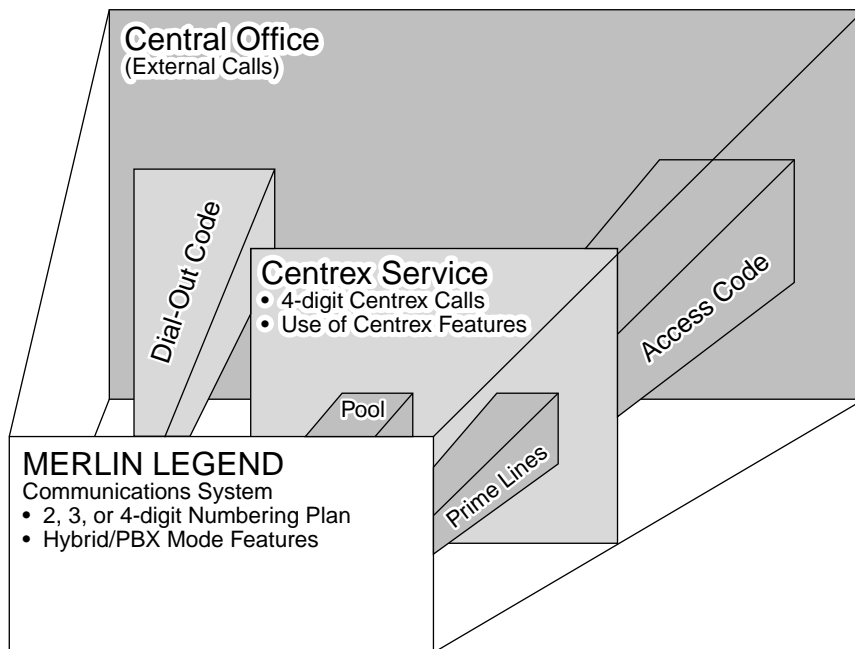 Central Office
(External Calls)
Dial-Out Code
Centrex Service
• 4-digit Centrex Calls
• Use of Centrex Features
Access Code
Pool
Prime Lines
MERLIN LEGEND
Communications System
• 2, 3, or 4-digit Numbering Plan
• Hybrid/PBX Mode Features